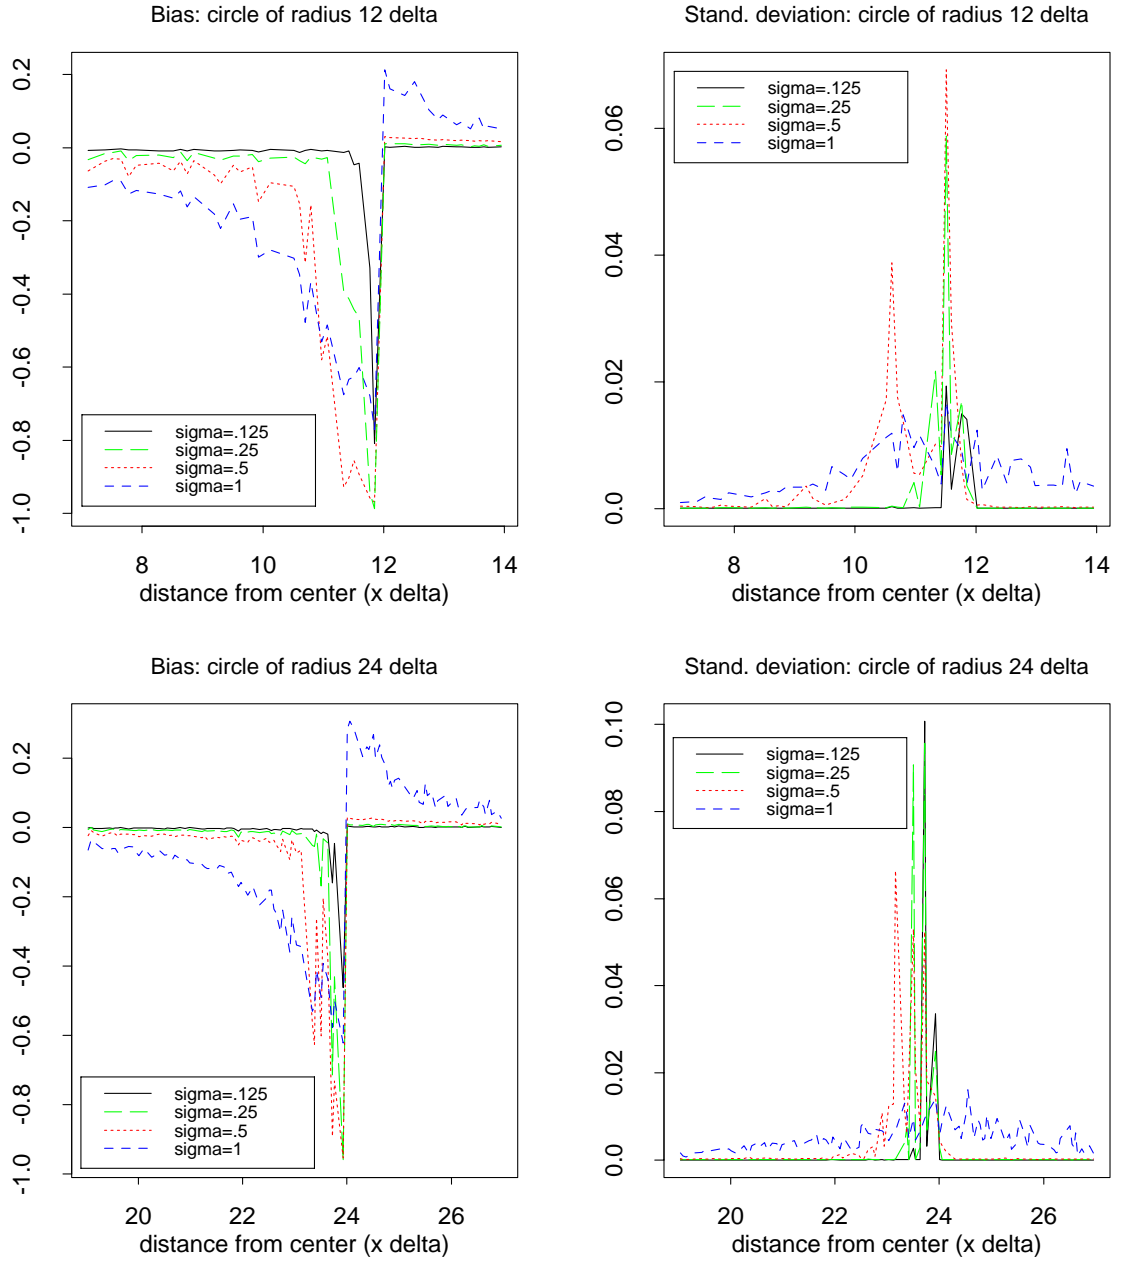 Bias: circle of radius 12 delta
0.2
0.0
-0.2
-0.4
-0.6
-0.8
-1.0
sigma=.125
sigma=.25
sigma=.5
sigma=1
8 10 12 14
distance from center (x delta)
Stand. deviation: circle of radius 12 delta
0.06
0.04
0.02
0.0
sigma=.125
sigma=.25
sigma=.5
sigma=1
8 10 12 14
distance from center (x delta)
Bias: circle of radius 24 delta
0.2
0.0
-0.2
-0.4
-0.6
-0.8
-1.0
sigma=.125
sigma=.25
sigma=.5
sigma=1
20 22 24 26
distance from center (x delta)
Stand. deviation: circle of radius 24 delta
0.10
0.08
0.06
0.04
0.02
0.0
sigma=.125
sigma=.25
sigma=.5
sigma=1
20 22 24 26
distance from center (x delta)